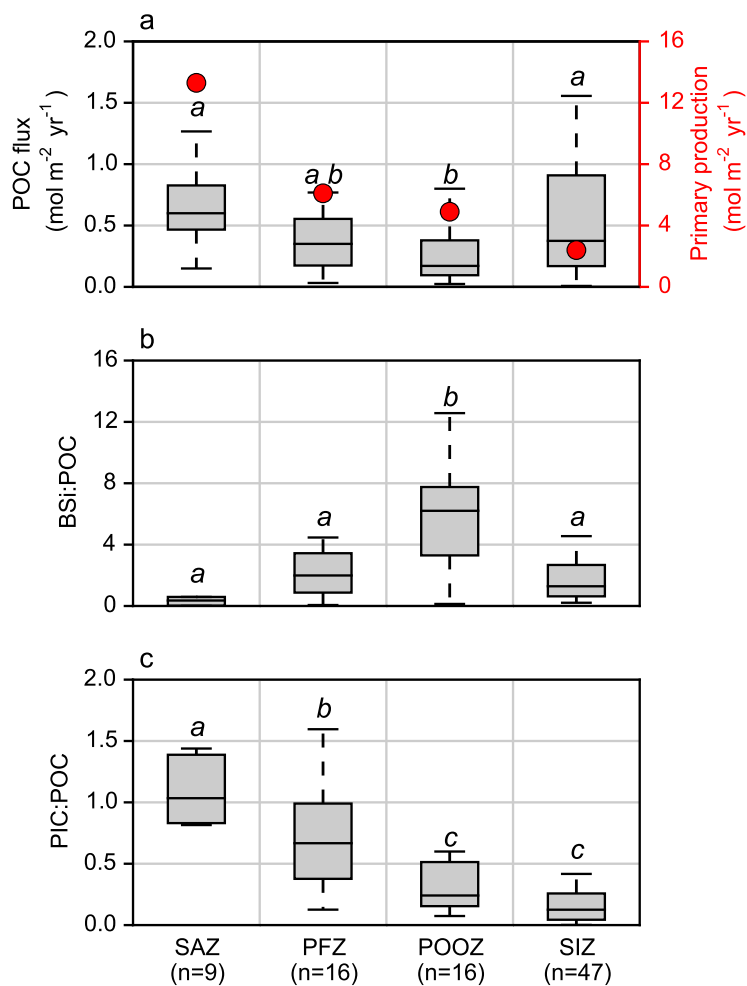 a
2.0
1.5
1.0
0.5
0.0
POC flux
(mol m⁻² yr⁻¹)
a
a b
b
a
16
12
8
4
0
Primary production
(mol m⁻² yr⁻¹)
b
16
12
8
4
0
BSi:POC
a
a
b
a
c
2.0
1.5
1.0
0.5
0.0
PIC:POC
a
b
c
c
SAZ
(n=9)
PFZ
(n=16)
POOZ
(n=16)
SIZ
(n=47)